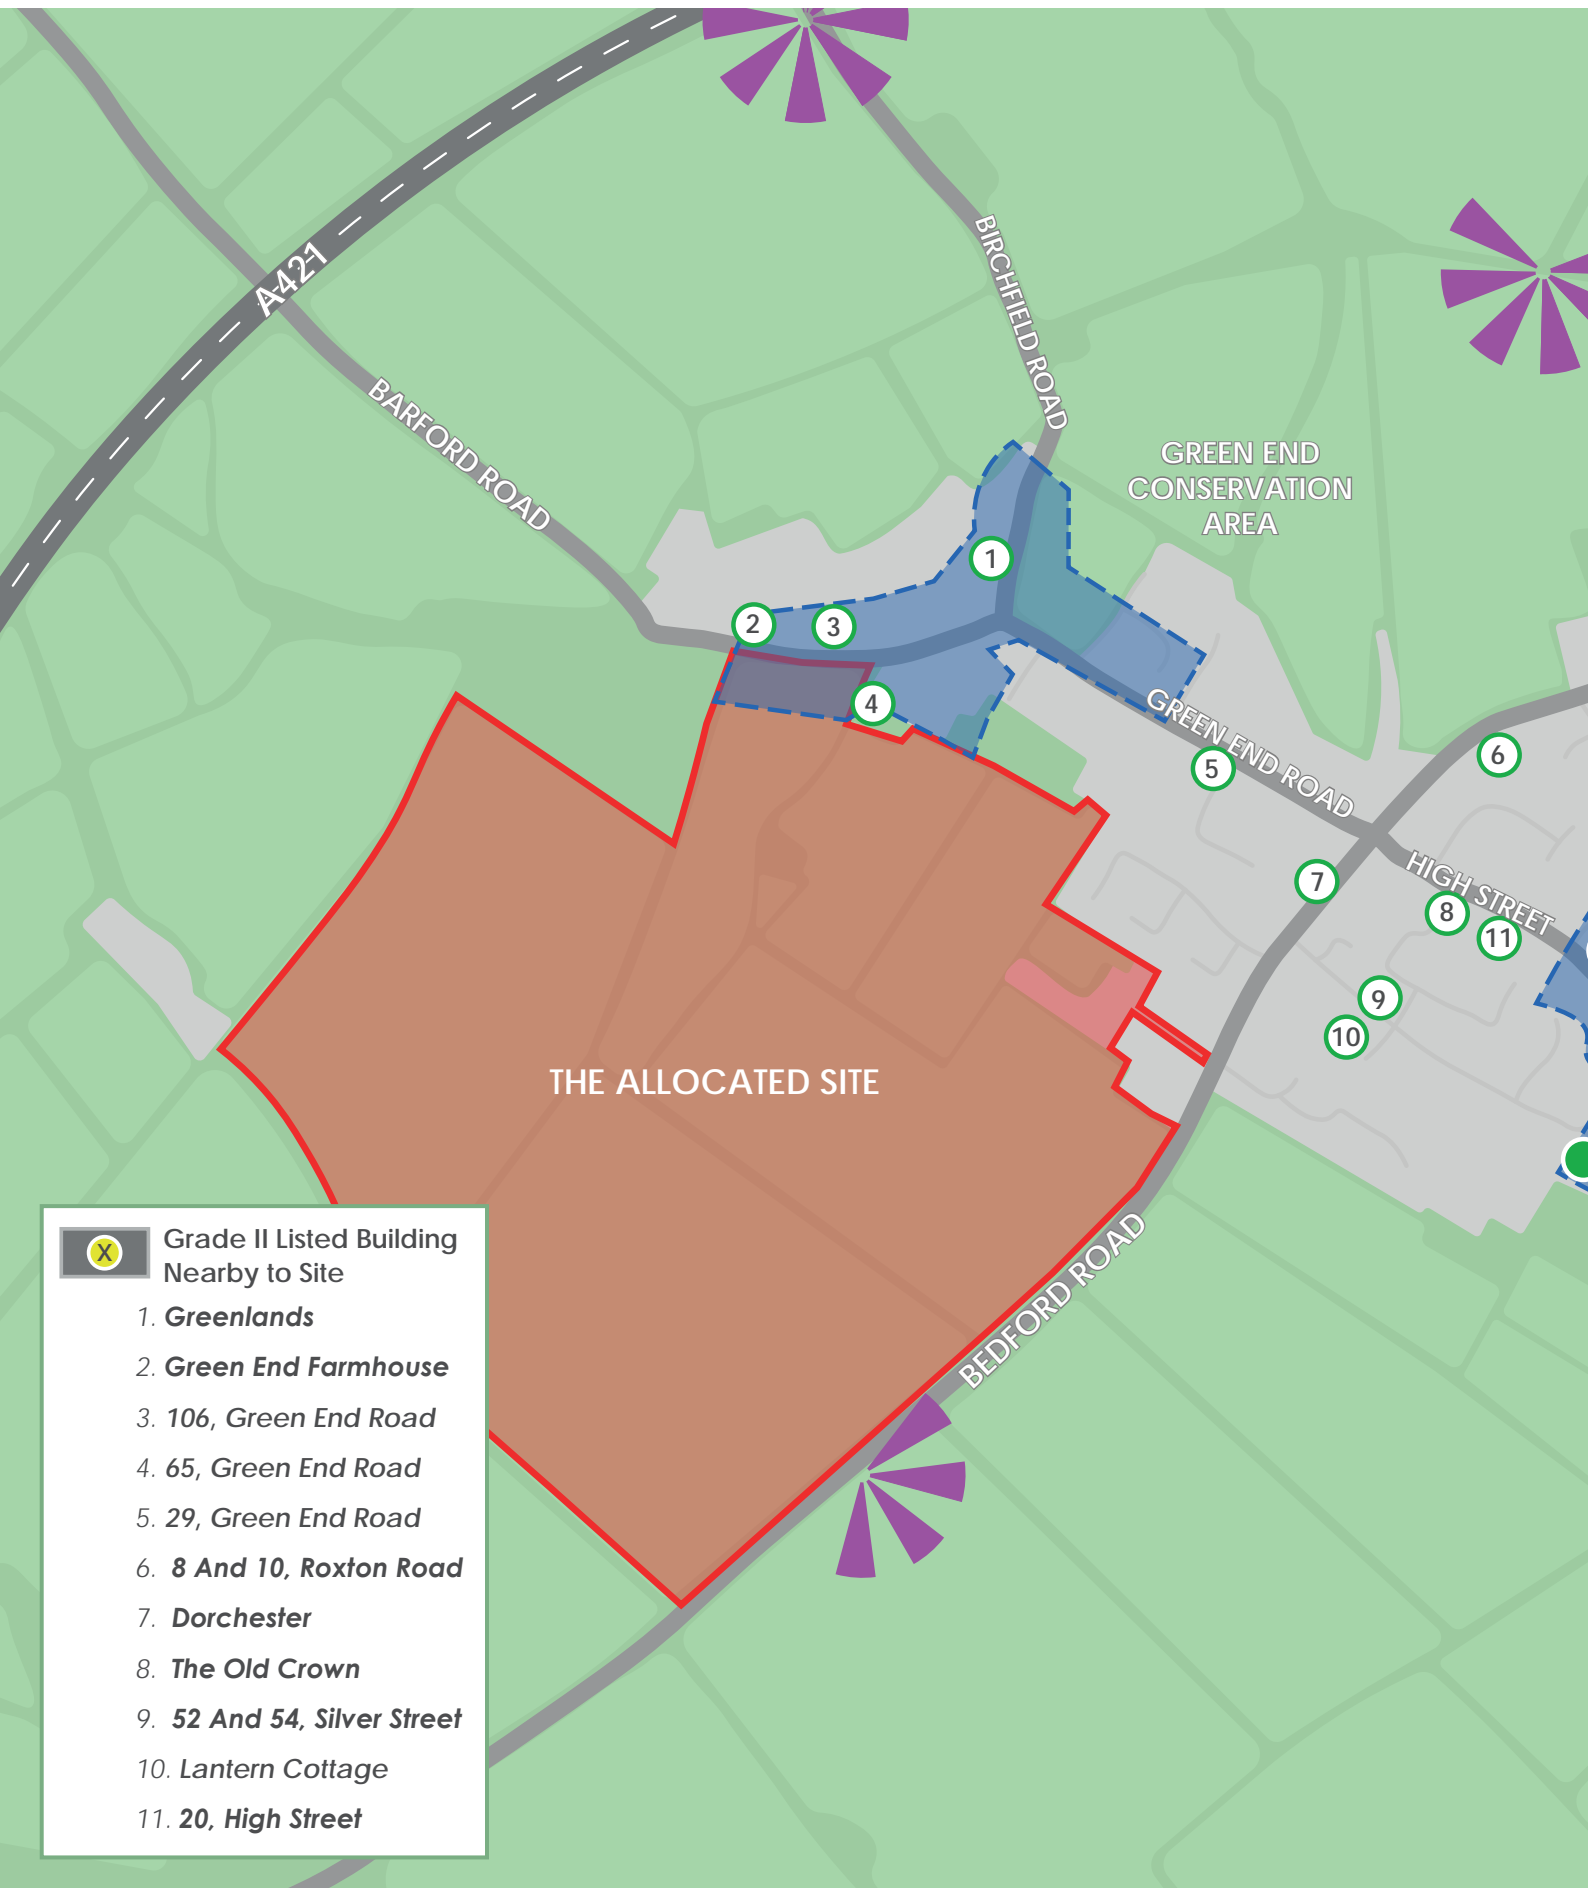 A421
BIRCHFIELD ROAD
BARFORD ROAD
GREEN END
CONSERVATION
AREA
1
2
3
4
GREEN END ROAD
5
6
7
HIGH STREET
8
11
9
10
THE ALLOCATED SITE
BEDFORD ROAD
X
Grade II Listed Building
Nearby to Site
1. Greenlands
2. Green End Farmhouse
3. 106, Green End Road
4. 65, Green End Road
5. 29, Green End Road
6. 8 And 10, Roxton Road
7. Dorchester
8. The Old Crown
9. 52 And 54, Silver Street
10. Lantern Cottage
11. 20, High Street